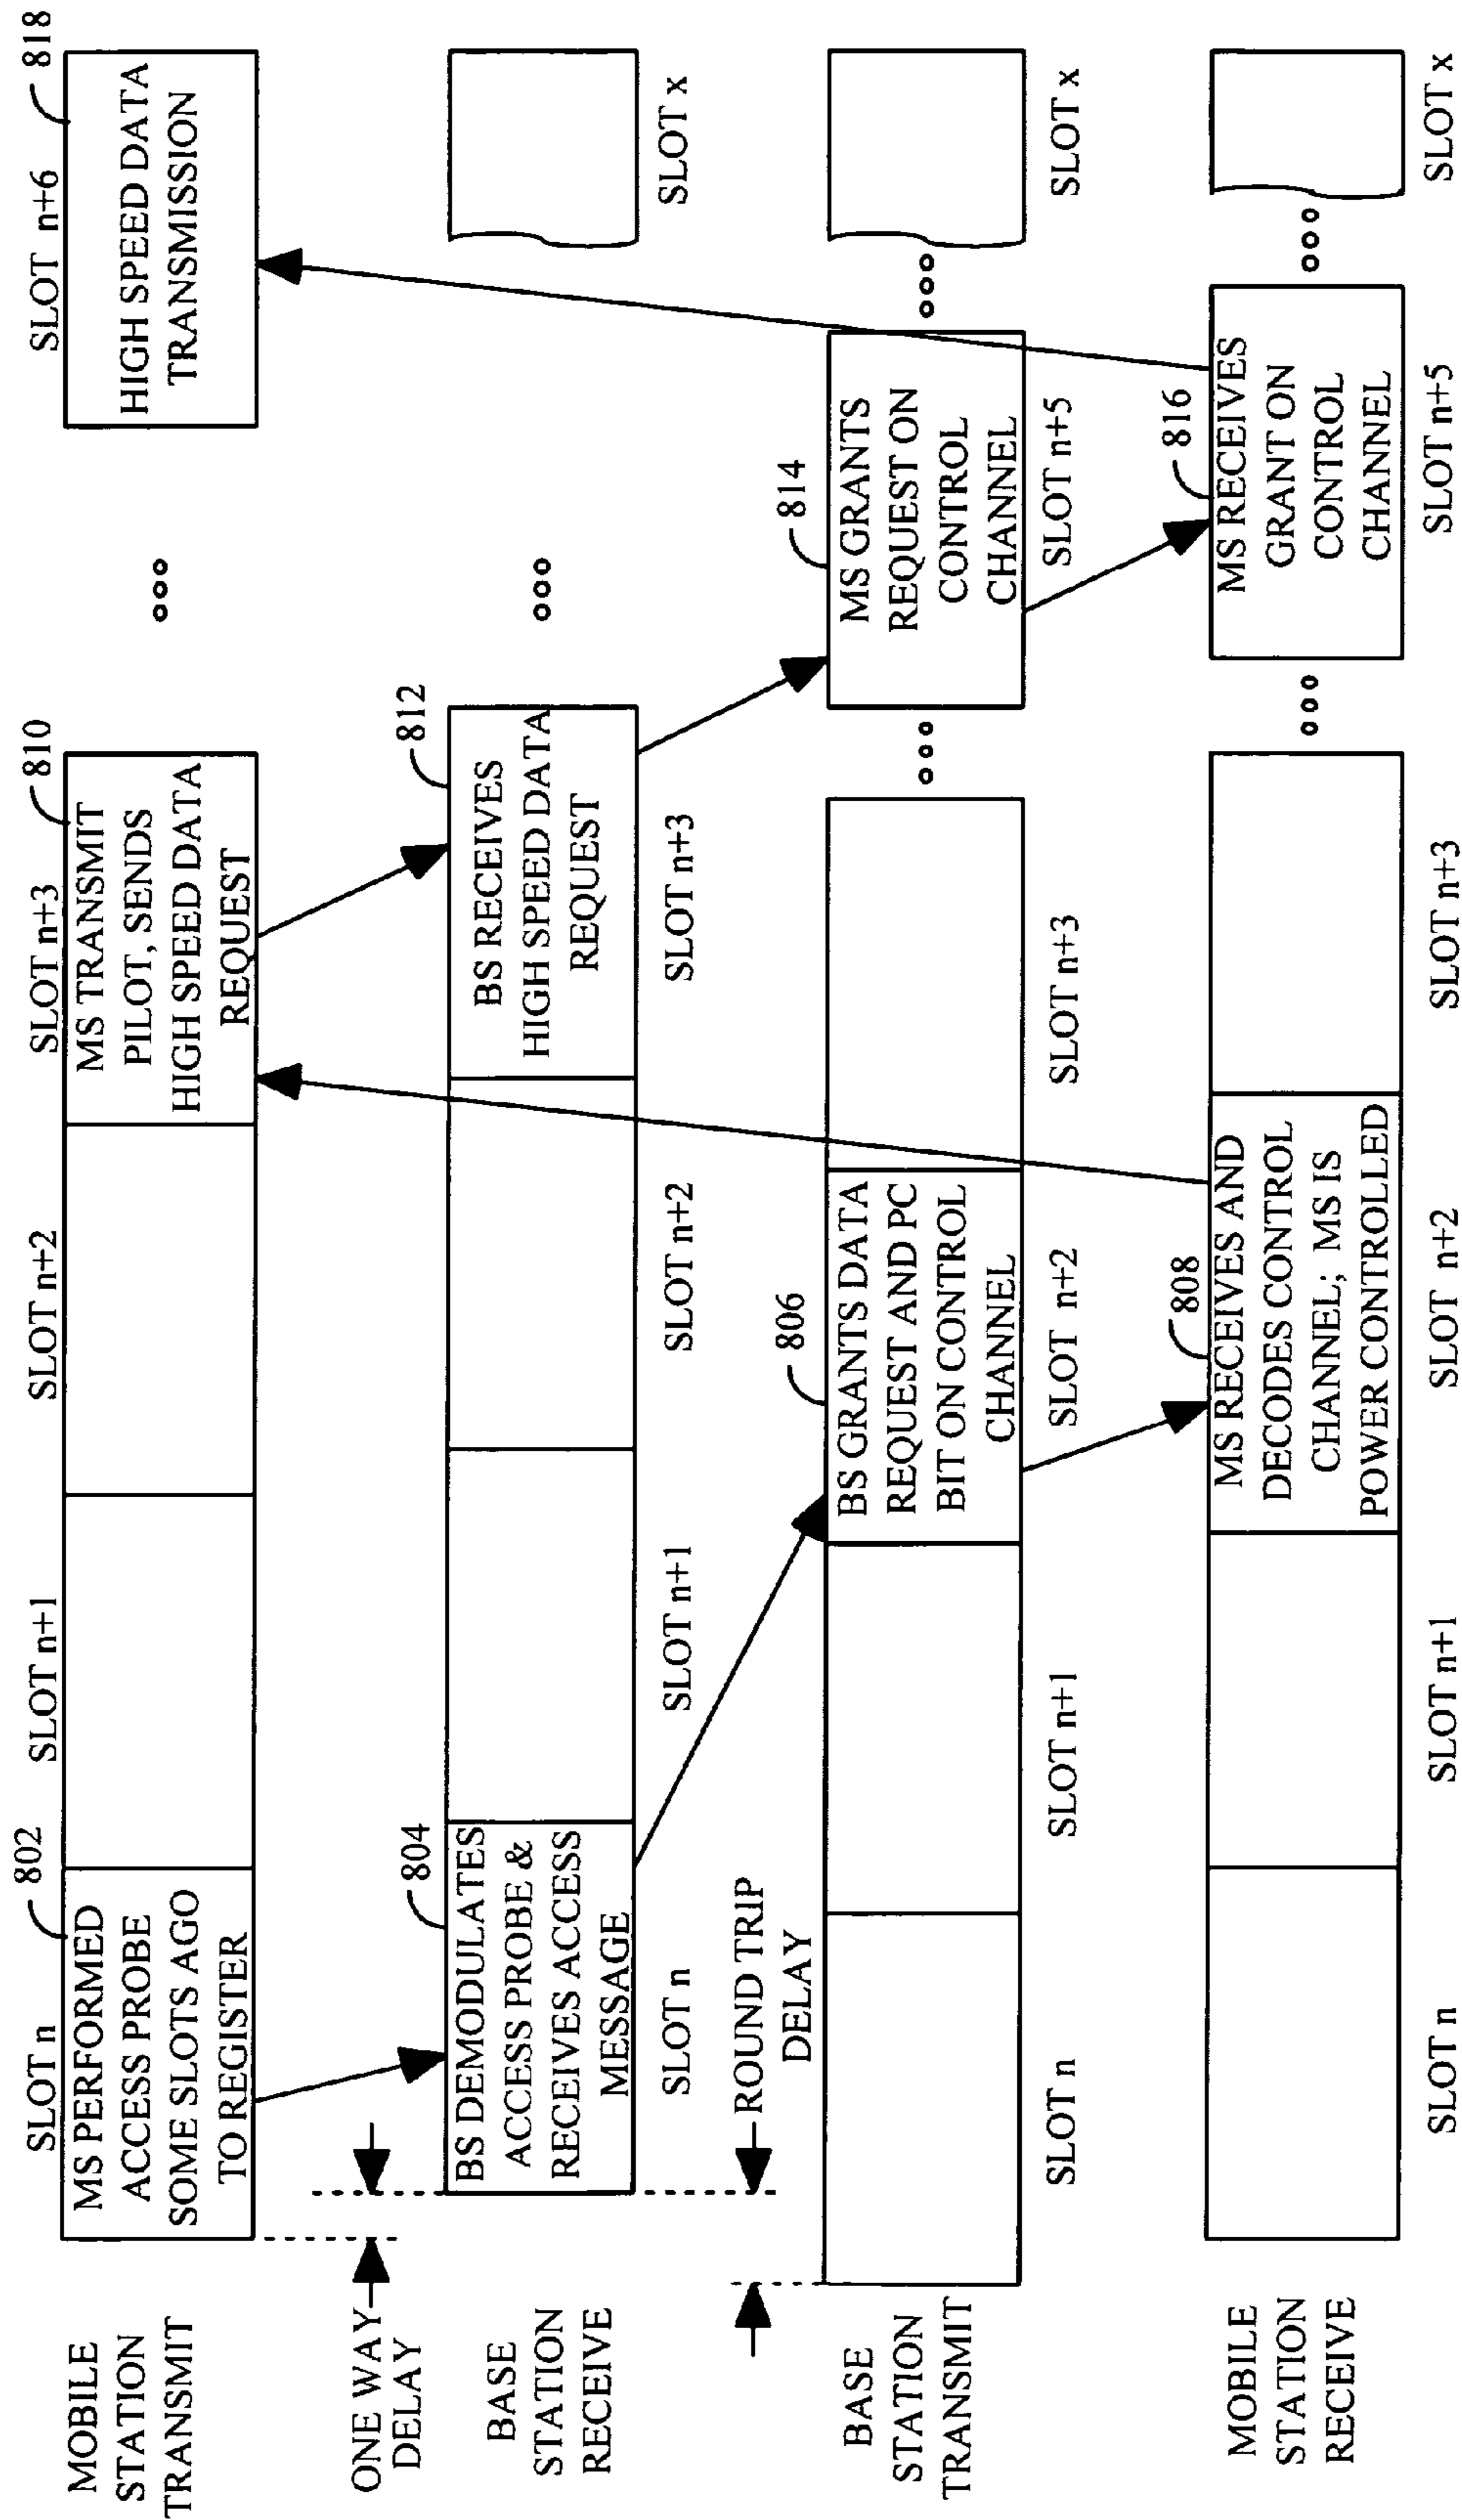 MOBILE
STATION
TRANSMIT
SLOT n
802
MS PERFORMED
ACCESS PROBE
SOME SLOTS AGO
TO REGISTER
SLOT n+1
SLOT n+2
SLOT n+3
810
MS TRANSMIT
PILOT, SENDS
HIGH SPEED DATA
REQUEST
SLOT n+6
818
HIGH SPEED DATA
TRANSMISSION
ONE WAY
DELAY
BASE
STATION
RECEIVE
804
BS DEMODULATES
ACCESS PROBE &
RECEIVES ACCESS
MESSAGE
812
BS RECEIVES
HIGH SPEED DATA
REQUEST
SLOT n
SLOT n+1
SLOT n+2
SLOT n+3
SLOT x
ROUND TRIP
DELAY
BASE
STATION
TRANSMIT
806
BS GRANTS DATA
REQUEST AND PC
BIT ON CONTROL
CHANNEL
814
MS GRANTS
REQUEST ON
CONTROL
CHANNEL
SLOT n
SLOT n+1
SLOT n+2
SLOT n+3
SLOT n+5
SLOT x
MOBILE
STATION
RECEIVE
808
MS RECEIVES AND
DECODES CONTROL
CHANNEL; MS IS
POWER CONTROLLED
816
MS RECEIVES
GRANT ON
CONTROL
CHANNEL
SLOT n
SLOT n+1
SLOT n+2
SLOT n+3
SLOT n+5
SLOT x